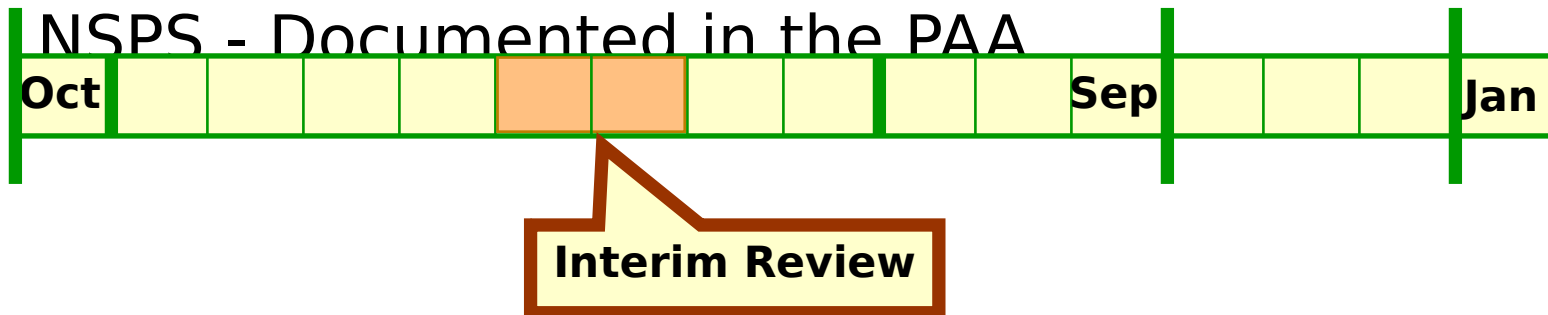 NSPS - Documented in the PAA
Oct Sep Jan
Interim Review